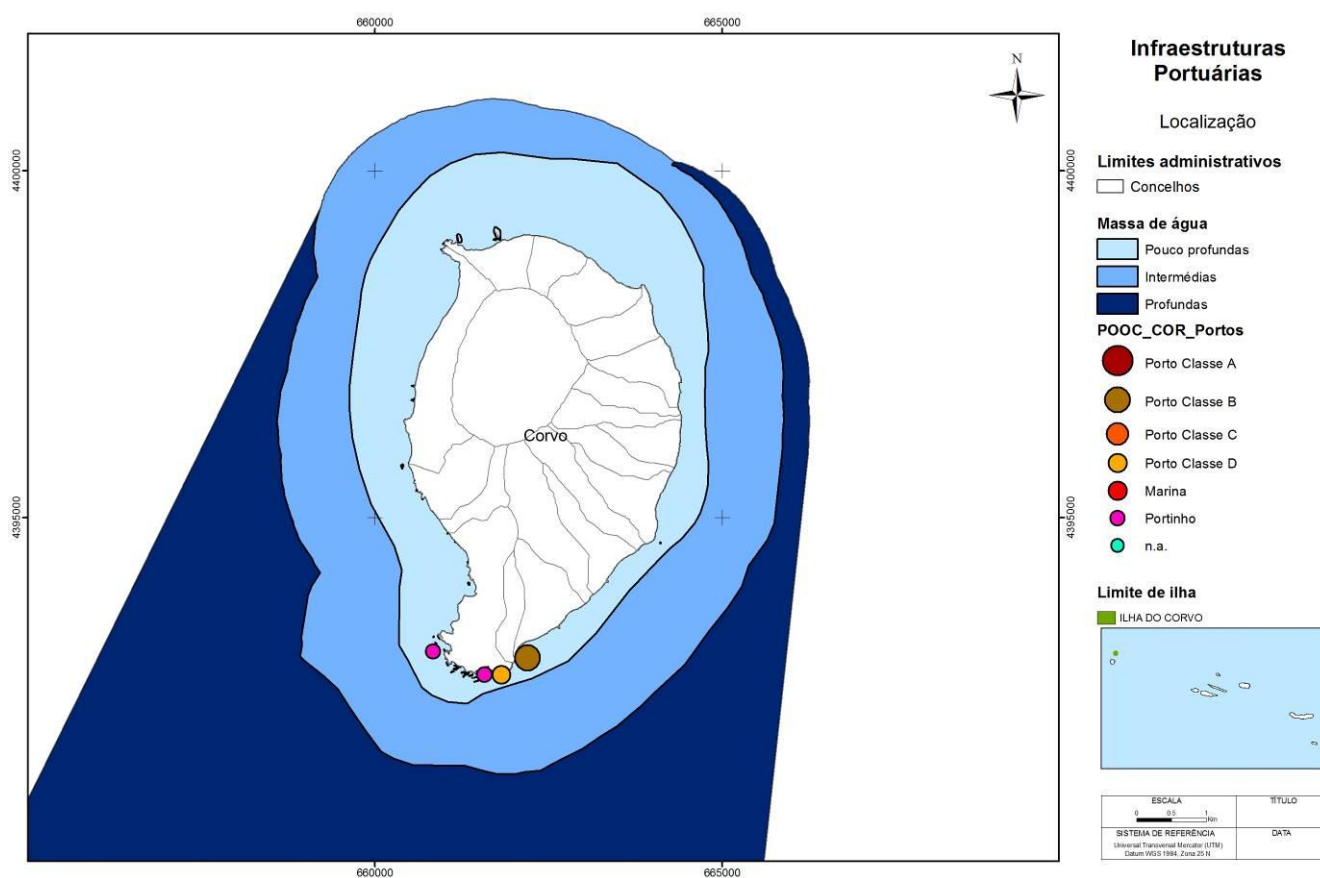 660000
665000
4400000
4400000
N
Corvo
4395000
4395000
660000
665000
Infraestruturas
Portuárias
Localização
Limites administrativos
Concelhos
Massa de água
Pouco profundas
Intermédias
Profundas
POOC_COR_Portos
Porto Classe A
Porto Classe B
Porto Classe C
Porto Classe D
Marina
Portinho
n.a.
Limite de ilha
ILHA DO CORVO
ESCALA
TÍTULO
0 0.5 1
Km
SISTEMA DE REFERÊNCIA
DATA
Universal Transversal Mercator (UTM)
Datum WGS 1984, Zona 25 N